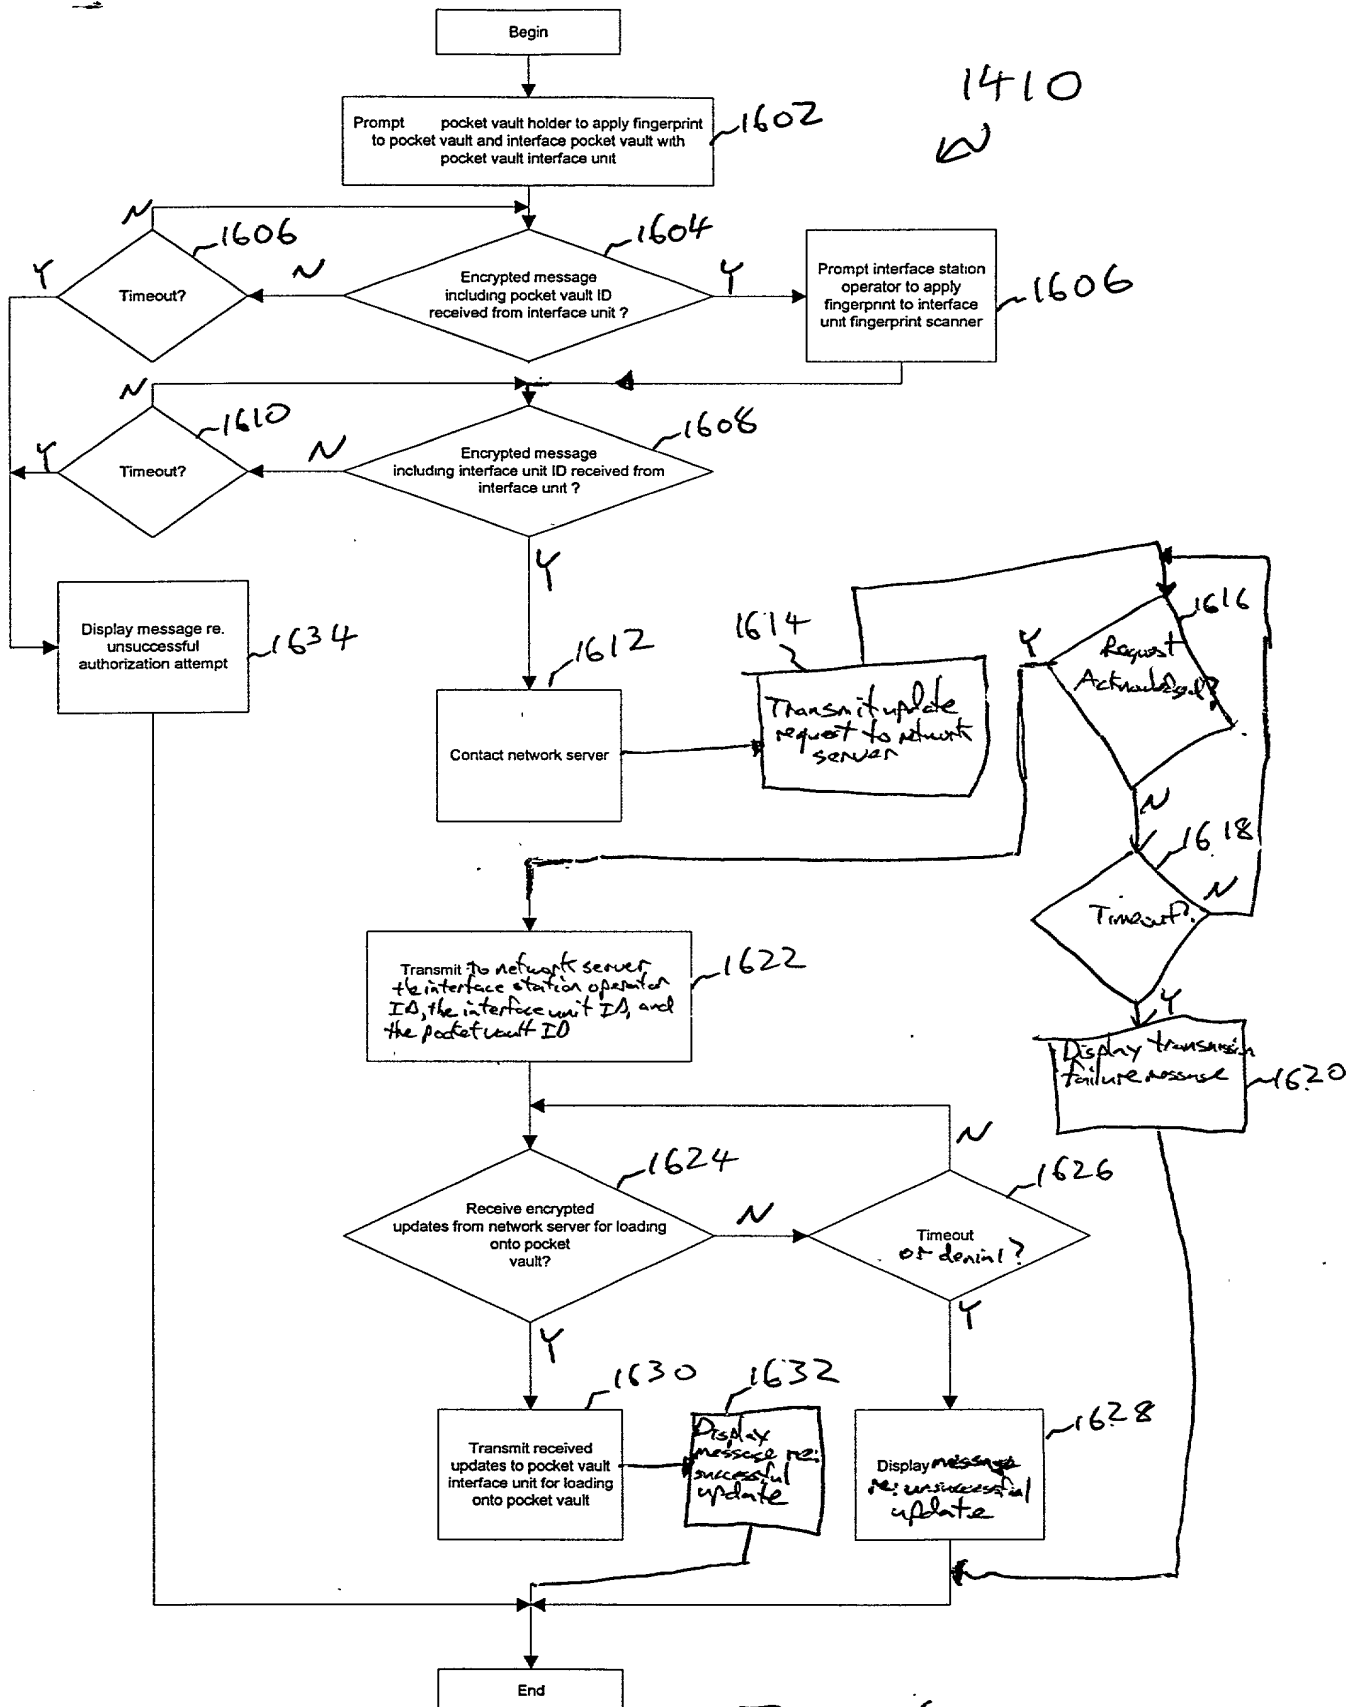 Begin
1410
Prompt pocket vault holder to apply fingerprint
to pocket vault and interface pocket vault with
pocket vault interface unit
1602
N
1606
1604
Y
Timeout?
N
Encrypted message
including pocket vault ID
received from interface unit ?
Y
Prompt interface station
operator to apply
fingerprint to interface
unit fingerprint scanner
1606
N
1610
1608
Y
Timeout?
N
Encrypted message
including interface unit ID received from
interface unit ?
Y
Display message re.
unsuccessful
authorization attempt
1634
1612
Contact network server
1614
Transmit update
request to network
server
1616
Y
Request
Acknowledged?
N
1618
Timeout?
N
Y
Display transmission
failure message
1620
Transmit to network server
the interface station operator
ID, the interface unit ID, and
the pocket vault ID
1622
N
1624
1626
Receive encrypted
updates from network server for loading
onto pocket
vault?
N
Timeout
or denial?
Y
Y
1630
1632
1628
Transmit received
updates to pocket vault
interface unit for loading
onto pocket vault
Display
message re:
successful
update
Display message
re: unsuccessful
update
End